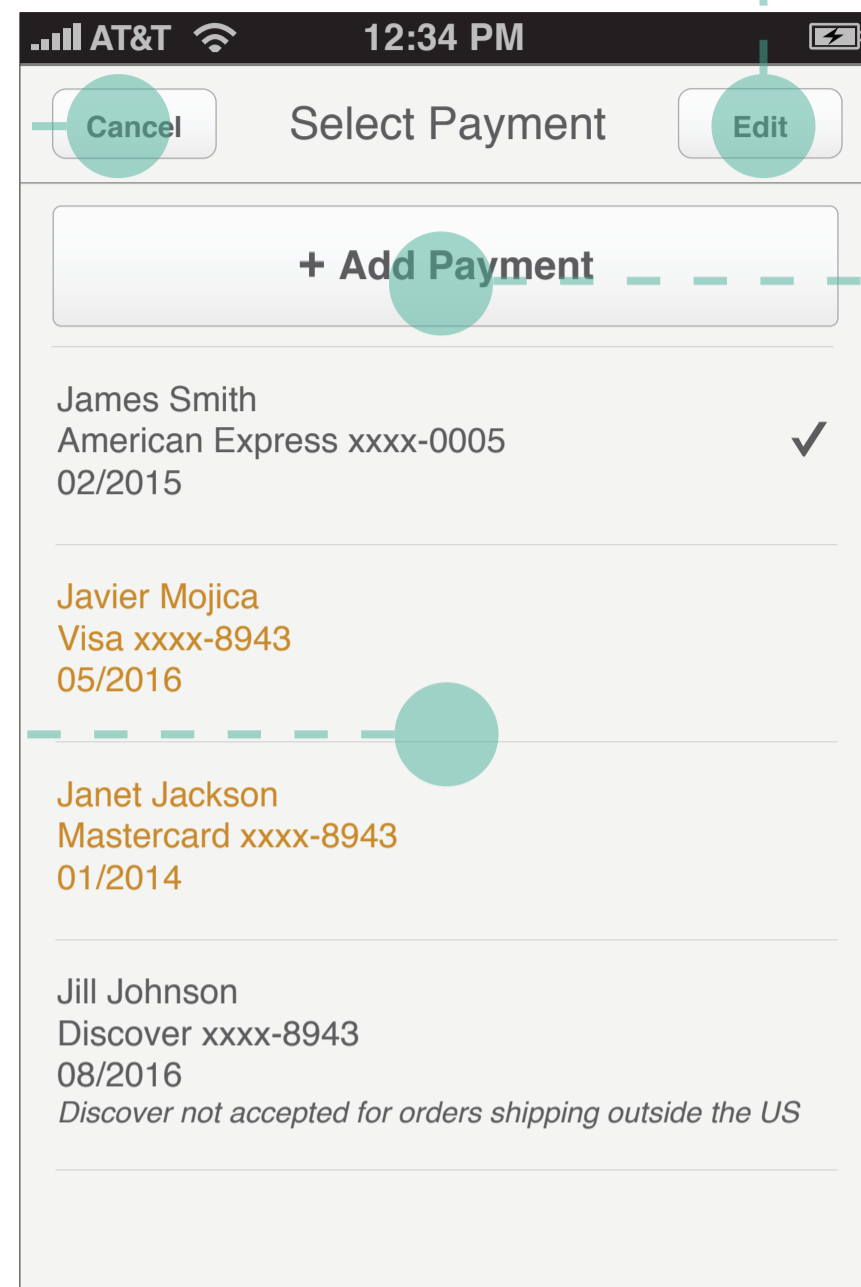 AT&T 12:34 PM
Cancel Select Payment Edit
+ Add Payment
James Smith
American Express xxxx-0005
02/2015
Javier Mojica
Visa xxxx-8943
05/2016
Janet Jackson
Mastercard xxxx-8943
01/2014
Jill Johnson
Discover xxxx-8943
08/2016
Discover not accepted for orders shipping outside the US